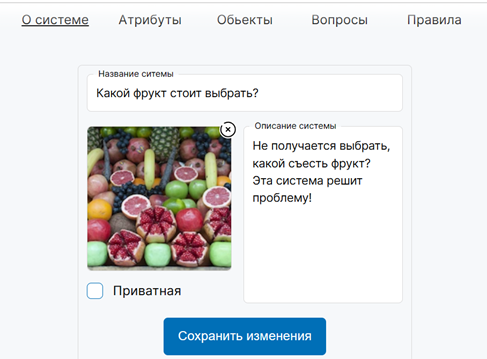 О системе Атрибуты Обьекты Вопросы Правила
Название ситемы
Какой фрукт стоит выбрать?
Описание системы
Не получается выбрать,
какой съесть фрукт?
Эта система решит
проблему!
Приватная
Сохранить изменения